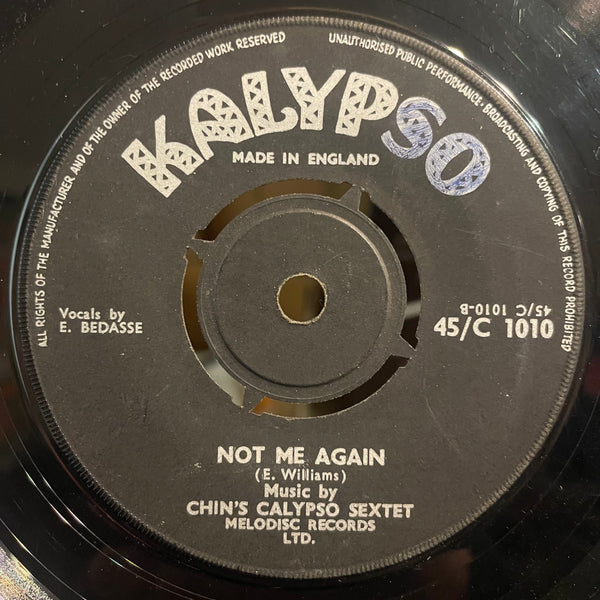 ALL RIGHTS OF THE MANUFACTURER AND OF THE OWNER OF THE RECORDED WORK RESERVED
UNAUTHORISED PUBLIC PERFORMANCE · BROADCASTING AND COPYING OF THIS RECORD PROHIBITED
KALYPSO
MADE IN ENGLAND
Vocals by
E. BEDASSE
45/C 1010-B
45/C 1010
NOT ME AGAIN
(E. Williams)
Music by
CHIN'S CALYPSO SEXTET
MELODISC RECORDS
LTD.